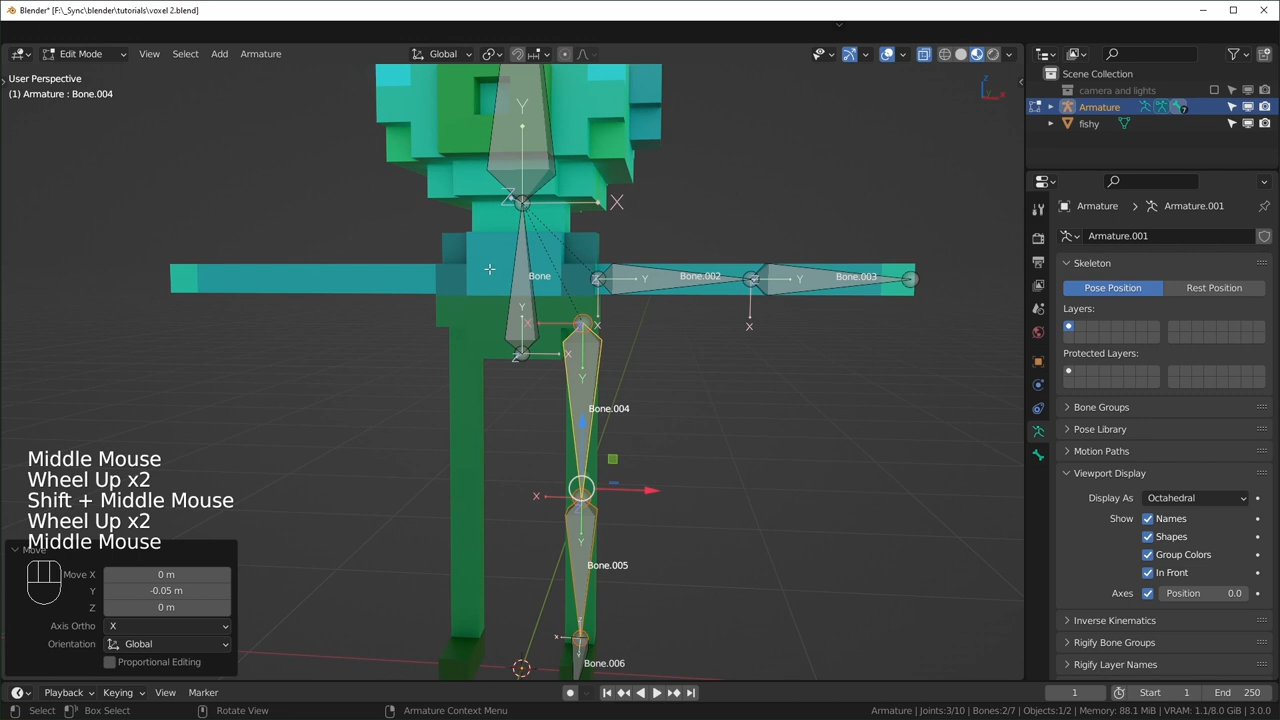 Blender* [F:\_Sync\blender\tutorials\voxel 2.blend]
Edit Mode View Select Add Armature Global
User Perspective
(1) Armature : Bone.004
Y
Z X
Bone Y Bone.002 Y Bone.003
Y
X X X
Z X
Y
Bone.004
X
Z
Y
Bone.005
Bone.006
Z
Y X
Middle Mouse
Wheel Up x2
Shift + Middle Mouse
Wheel Up x2
Middle Mouse
Move
Move X 0 m
Y -0.05 m
Z 0 m
Axis Ortho X
Orientation Global
Proportional Editing
Scene Collection
camera and lights
Armature 7
fishy
Armature Armature.001
Armature.001
Skeleton
Pose Position Rest Position
Layers:
Protected Layers:
Bone Groups
Pose Library
Motion Paths
Viewport Display
Display As Octahedral
Show Names
Shapes
Group Colors
In Front
Axes Position 0.0
Inverse Kinematics
Rigify Bone Groups
Rigify Layer Names
Playback Keying View Marker 1 Start 1 End 250
Select Box Select Rotate View Armature Context Menu Armature | Joints:3/10 | Bones:2/7 | Objects:1/2 | Memory: 88.1 MiB | VRAM: 1.1/8.0 GiB | 3.0.0